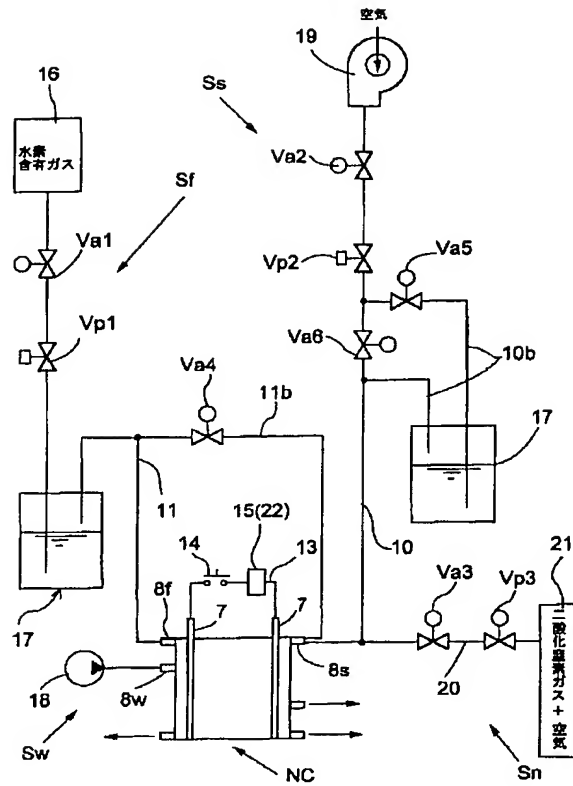 空気
19
16
Ss
水素
含有ガス
Va2
Sf
Va1
Vp2
Va5
Vp1
Va6
10b
Va4
11b
17
11
15(22)
10
21
14
13
Va3
Vp3
17
8f
7
7
二酸化窒素ガス+空気
8s
18
8w
20
Sw
NC
Sn